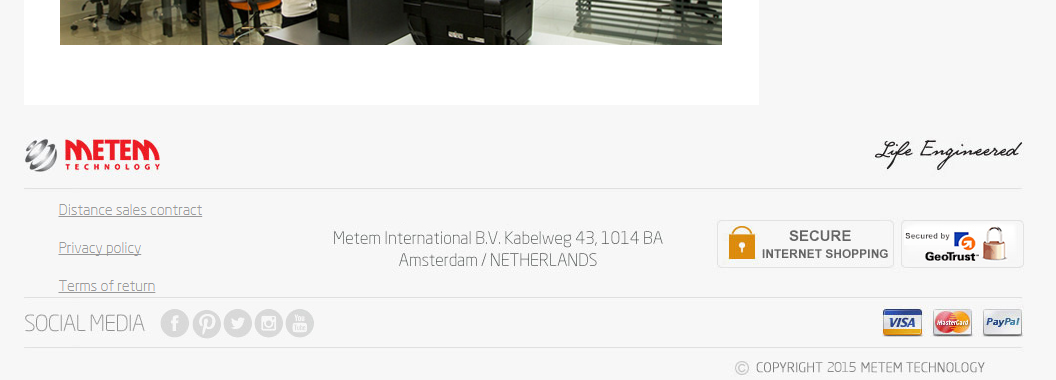 METEM
TECHNOLOGY
Life Engineered
Distance sales contract
Privacy policy
Terms of return
Metem International B.V. Kabelweg 43, 1014 BA
Amsterdam / NETHERLANDS
SECURE
INTERNET SHOPPING
Secured by
GeoTrust
SOCIAL MEDIA
You Tube
VISA
MasterCard
PayPal
© COPYRIGHT 2015 METEM TECHNOLOGY